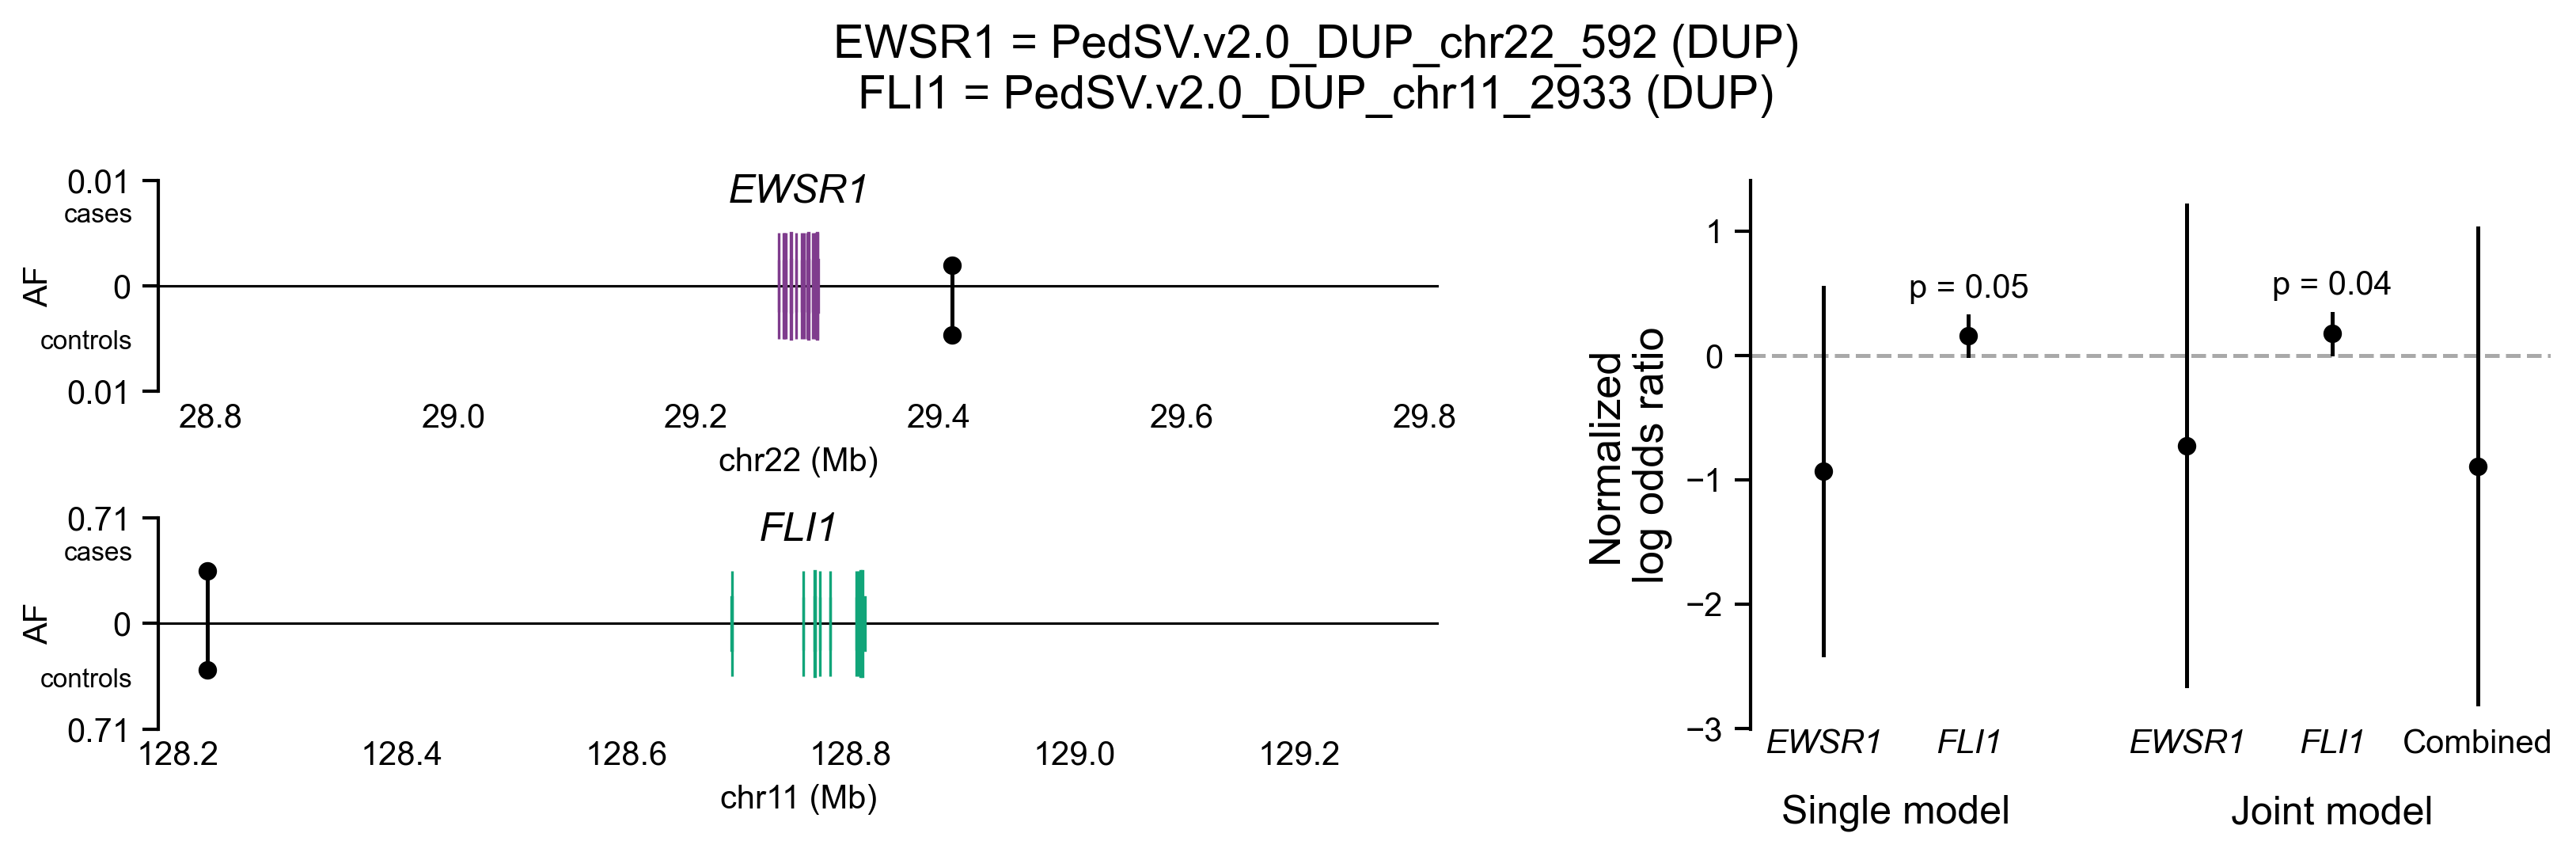 EWSR1 = PedSV.v2.0_DUP_chr22_592 (DUP)
FLI1 = PedSV.v2.0_DUP_chr11_2933 (DUP)
EWSR1
0.01
cases
AF
0
controls
0.01
28.8 29.0 29.2 29.4 29.6 29.8
chr22 (Mb)
FLI1
0.71
cases
AF
0
controls
0.71
128.2 128.4 128.6 128.8 129.0 129.2
chr11 (Mb)
Normalized
log odds ratio
1
0
−1
−2
−3
p = 0.05
p = 0.04
EWSR1 FLI1 EWSR1 FLI1 Combined
Single model Joint model